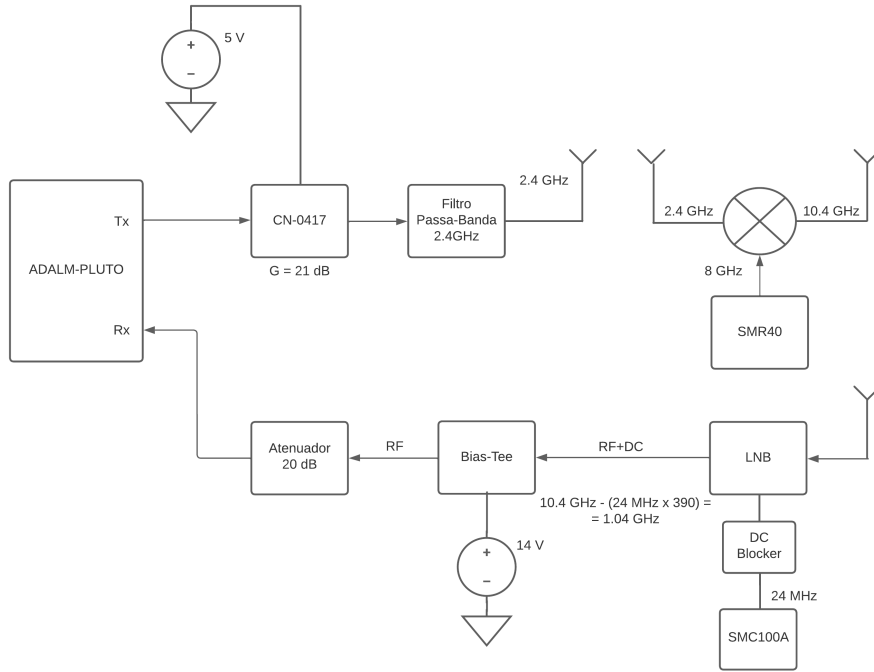 5 V
+
−
ADALM-PLUTO
Tx
Rx
CN-0417
G = 21 dB
Filtro
Passa-Banda
2.4GHz
2.4 GHz
2.4 GHz
10.4 GHz
8 GHz
SMR40
Atenuador
20 dB
RF
Bias-Tee
RF+DC
LNB
10.4 GHz - (24 MHz x 390) =
= 1.04 GHz
14 V
+
−
DC
Blocker
24 MHz
SMC100A